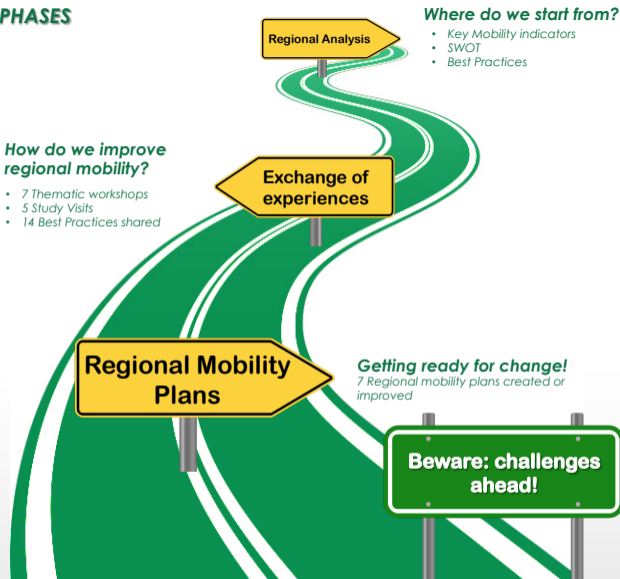 PHASES
Where do we start from?
• Key Mobility indicators
• SWOT
• Best Practices
Regional Analysis
How do we improve
regional mobility?
• 7 Thematic workshops
• 5 Study Visits
• 14 Best Practices shared
Exchange of
experiences
Regional Mobility
Plans
Getting ready for change!
7 Regional mobility plans created or
improved
Beware: challenges
ahead!